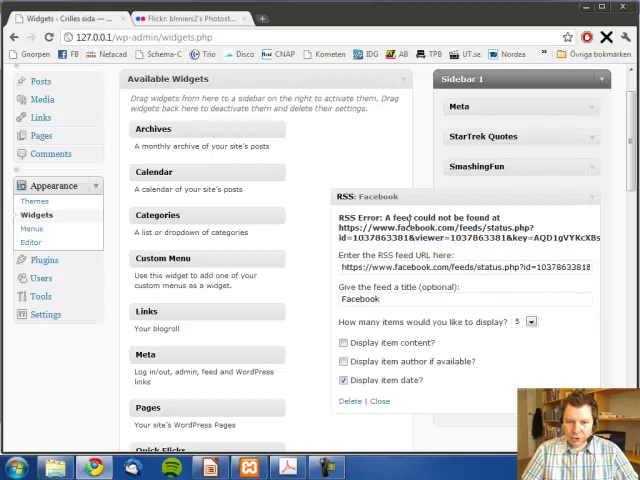 Widgets ‹ Crilles sida — ...
Flickr: blmiers2's Photost...
127.0.0.1/wp-admin/widgets.php
Gnorpen
FB
Netacad
Schema-C
Trio
Disco
CNAP
Kometen
IDG
AB
TT
UT.se
Nordea
»
Övriga bokmärken
Posts
Media
Links
Pages
Comments
Appearance
Themes
Widgets
Menus
Editor
Plugins
Users
Tools
Settings
Available Widgets
Drag widgets from here to a sidebar on the right to activate them. Drag
widgets back here to deactivate them and delete their settings.
Archives
A monthly archive of your site's posts
Calendar
A calendar of your site's posts
Categories
A list or dropdown of categories
Custom Menu
Use this widget to add one of your
custom menus as a widget.
Links
Your blogroll
Meta
Log in/out, admin, feed and WordPress
links
Pages
Your site's WordPress Pages
Quick Flickr
Sidebar 1
Meta
StarTrek Quotes
SmashingFun
RSS: Facebook
RSS Error: A feed could not be found at
https://www.facebook.com/feeds/status.php?
id=1037863381&viewer=1037863381&key=AQD1gVYKcXBs
Enter the RSS feed URL here:
https://www.facebook.com/feeds/status.php?id=1037863381&
Give the feed a title (optional):
Facebook
How many items would you like to display? 5
Display item content?
Display item author if available?
Display item date?
Delete | Close